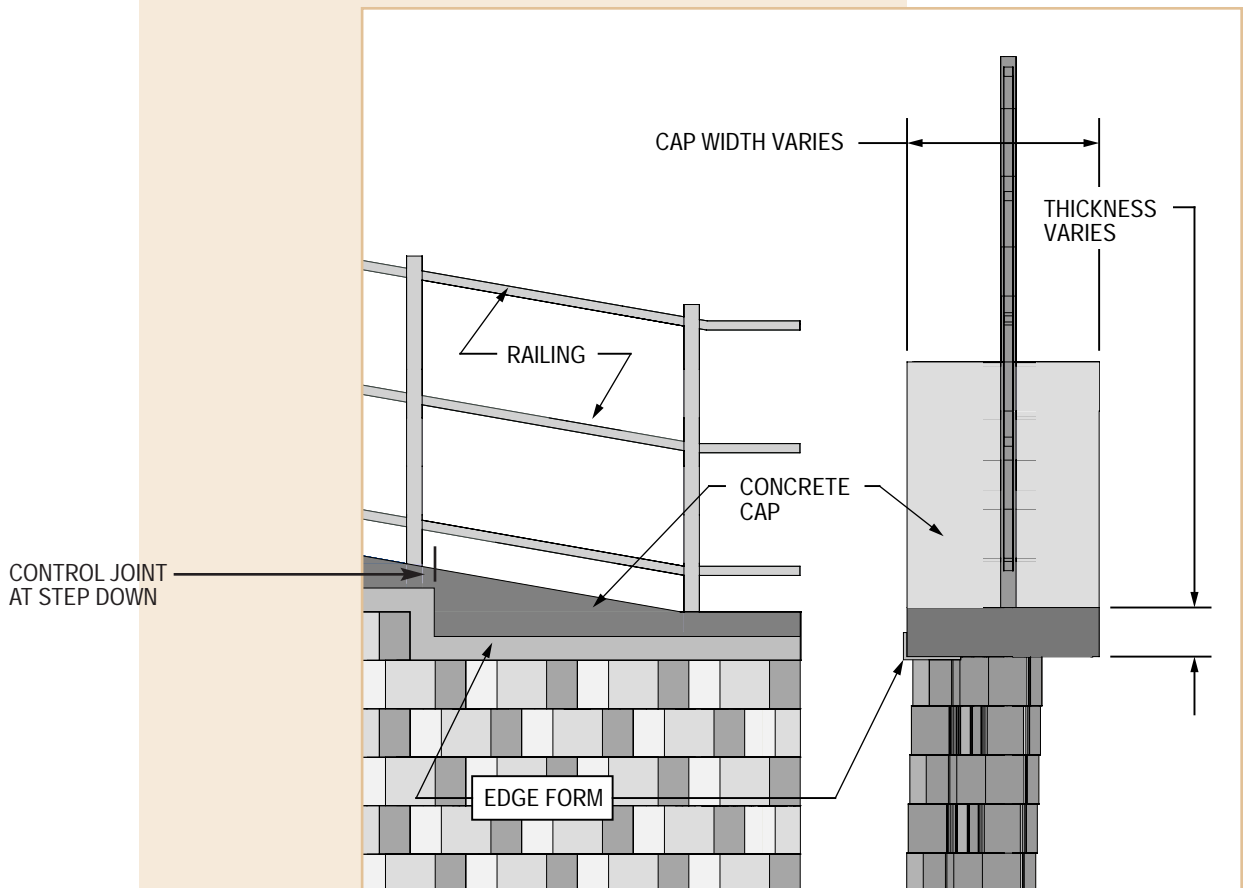 CAP WIDTH VARIES
THICKNESS
VARIES
RAILING
CONCRETE
CAP
CONTROL JOINT
AT STEP DOWN
EDGE FORM